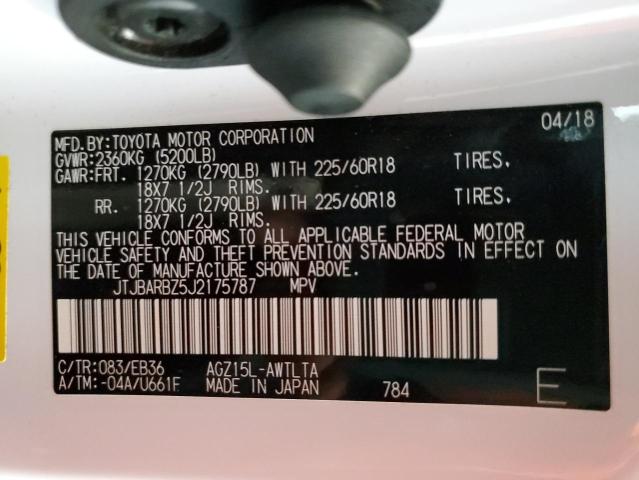 04/18
MFD.BY:TOYOTA MOTOR CORPORATION
GVWR:2360KG (5200LB)
GAWR:FRT. 1270KG (2790LB) WITH 225/60R18 TIRES,
18X7 1/2J RIMS.
RR. 1270KG (2790LB) WITH 225/60R18 TIRES,
18X7 1/2J RIMS.
THIS VEHICLE CONFORMS TO ALL APPLICABLE FEDERAL MOTOR
VEHICLE SAFETY AND THEFT PREVENTION STANDARDS IN EFFECT ON
THE DATE OF MANUFACTURE SHOWN ABOVE.
JTJBARBZ5J2175787 MPV
C/TR:083/EB36 AGZ15L-AWTLTA
A/TM:-04A/U661F MADE IN JAPAN 784
E